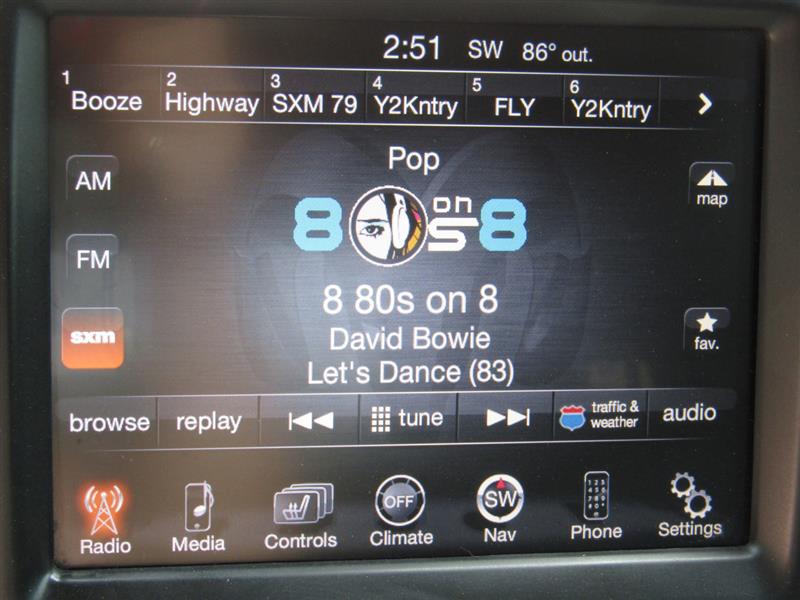 2:51 SW 86° out.
1 Booze 2 Highway 3 SXM 79 4 Y2Kntry 5 FLY 6 Y2Kntry
Pop
AM
map
8 on 8
0s
FM
8 80s on 8
sxm
David Bowie
fav.
Let's Dance (83)
browse replay tune traffic & weather audio
OFF SW
Radio Media Controls Climate Nav Phone Settings